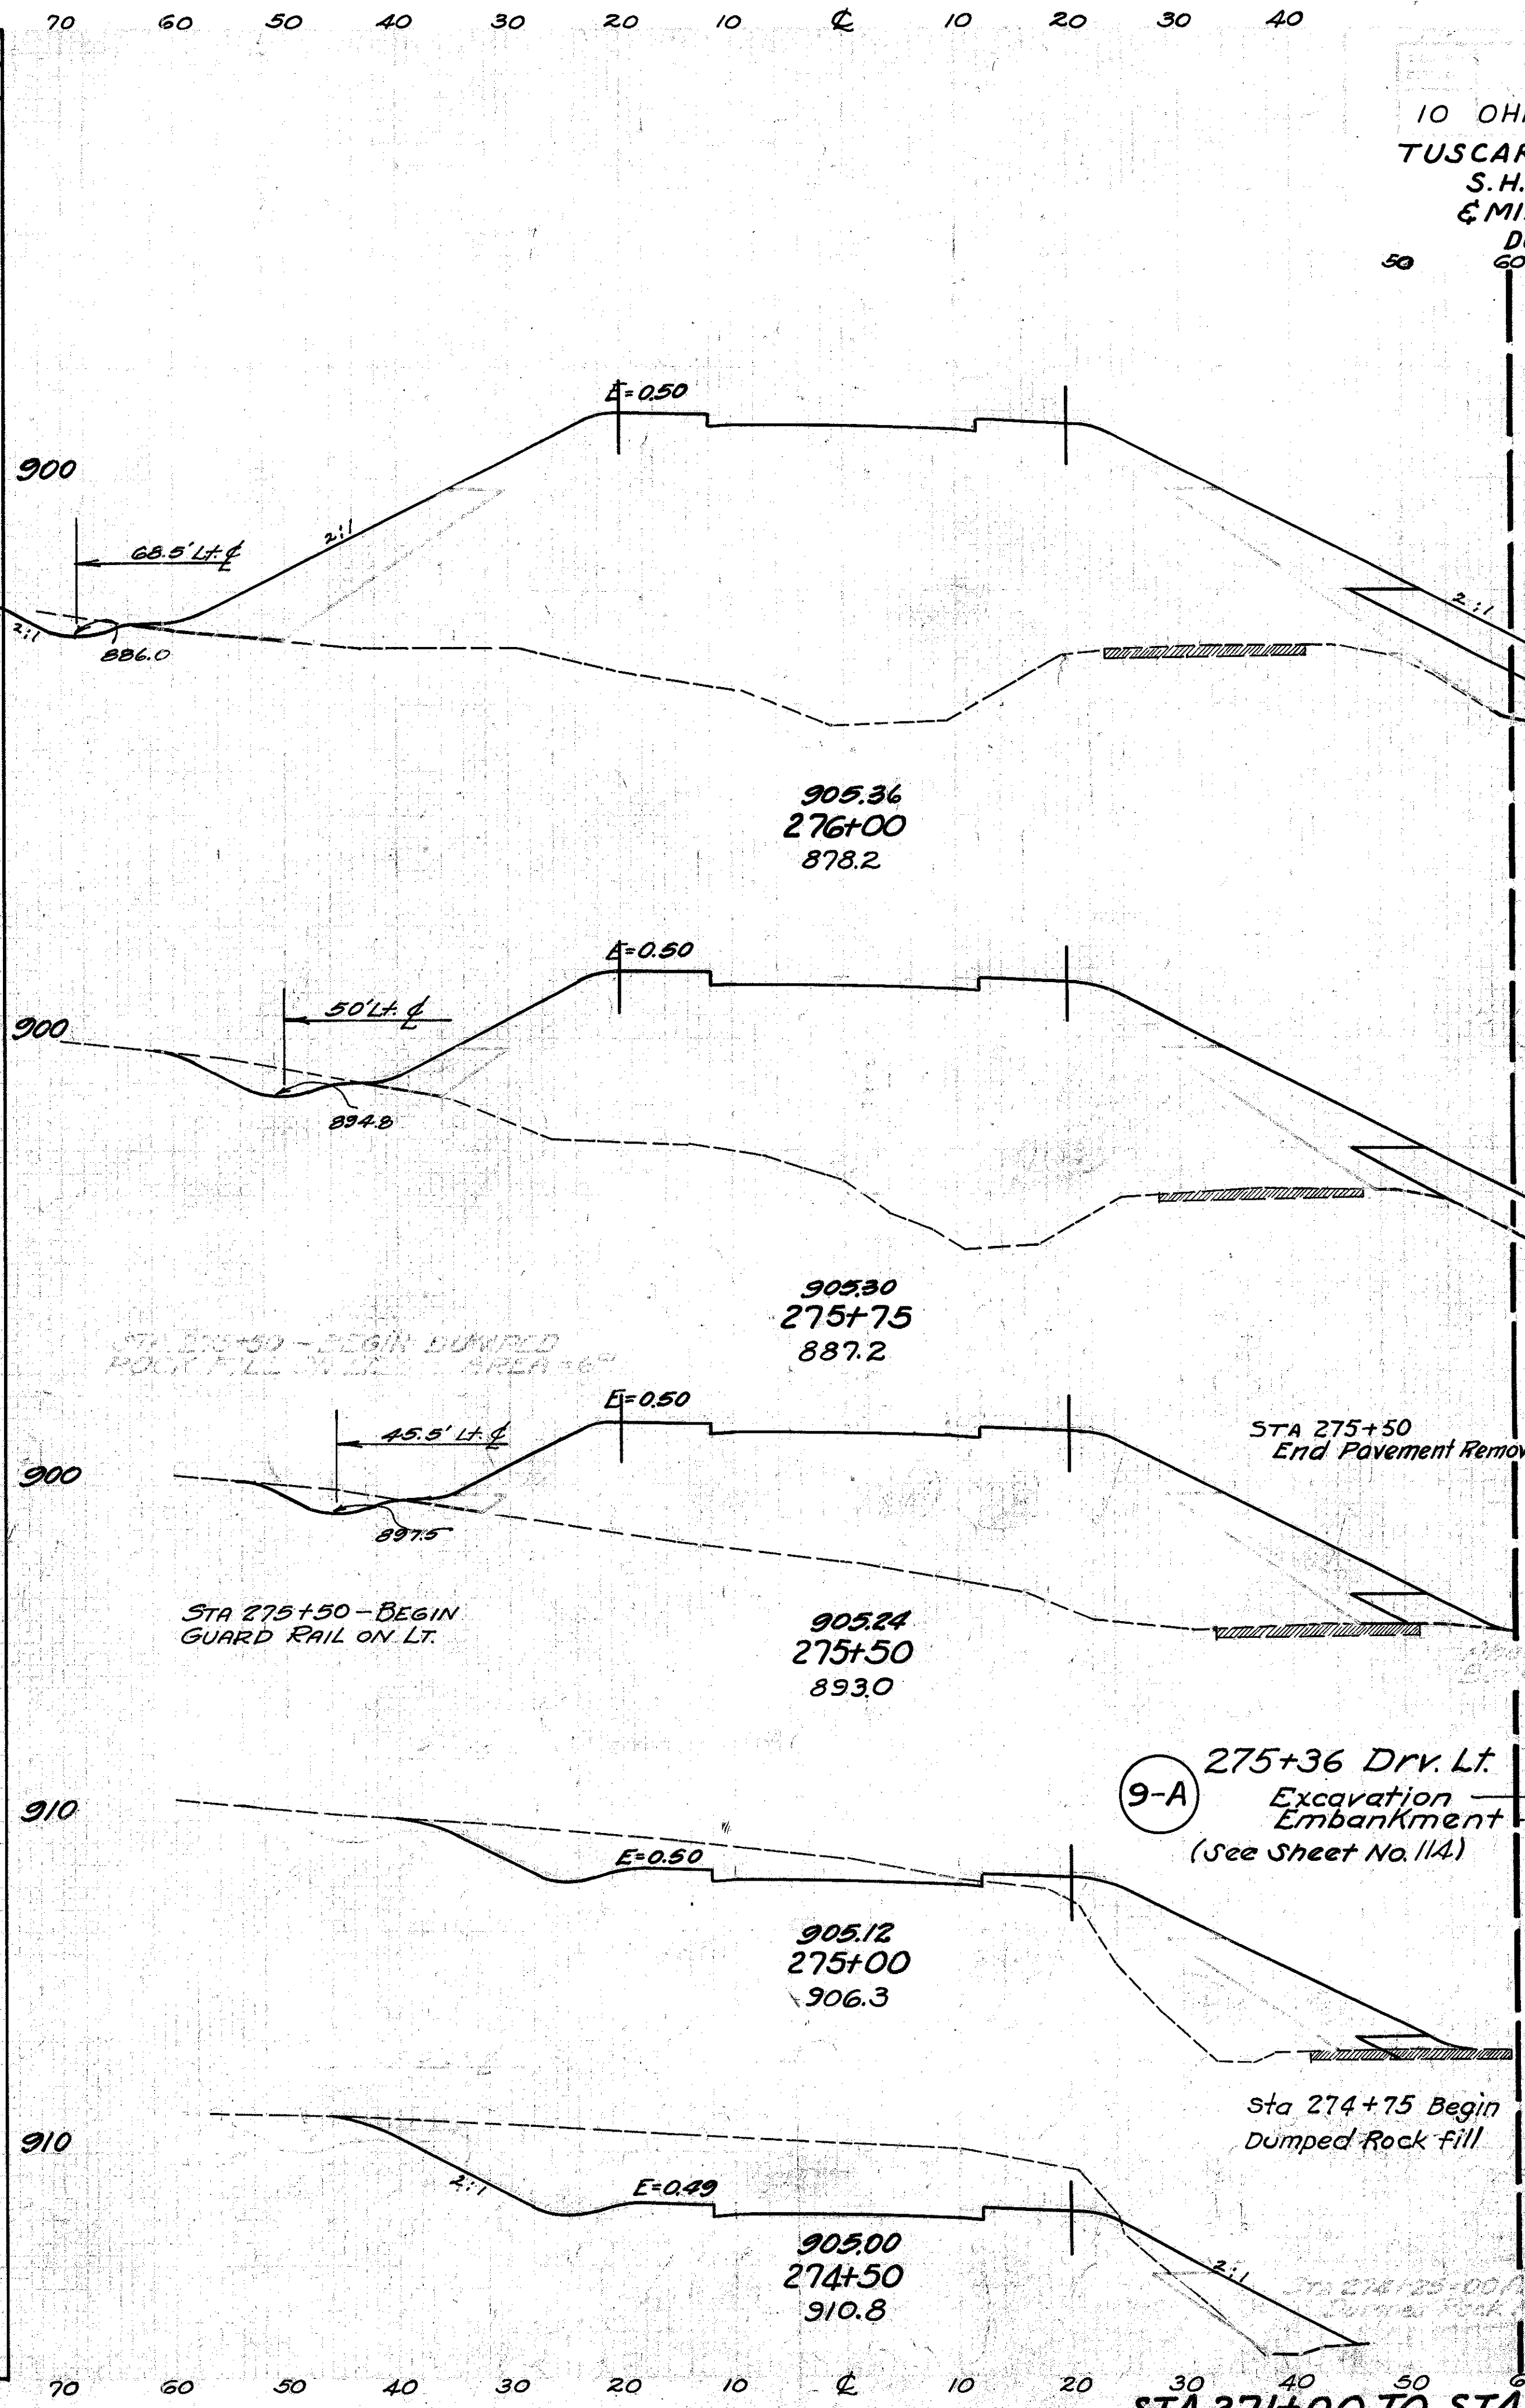 70 60 50 40 30 20 10 ℄ 10 20 30 40
10
TUSCAR
S.H.
& MI
50 60
E=0.50
900
2:1
68.5' Lt. ℄
2:1
2:1
886.0
905.36
276+00
878.2
E=0.50
50' Lt. ℄
900
894.8
905.30
275+75
887.2
E=0.50
45.5' Lt. ℄
STA 275+50
End Pavement Remov
900
897.5
STA 275+50 - BEGIN
GUARD RAIL ON LT.
905.24
275+50
893.0
275+36 Drv. Lt.
9-A
Excavation
Embankment
(See Sheet No. 114)
910
E=0.50
905.12
275+00
906.3
Sta 274+75 Begin
Dumped Rock fill
910
2:1
E=0.49
905.00
274+50
910.8
2:1
70 60 50 40 30 20 10 ℄ 10 20 30 40 50 6